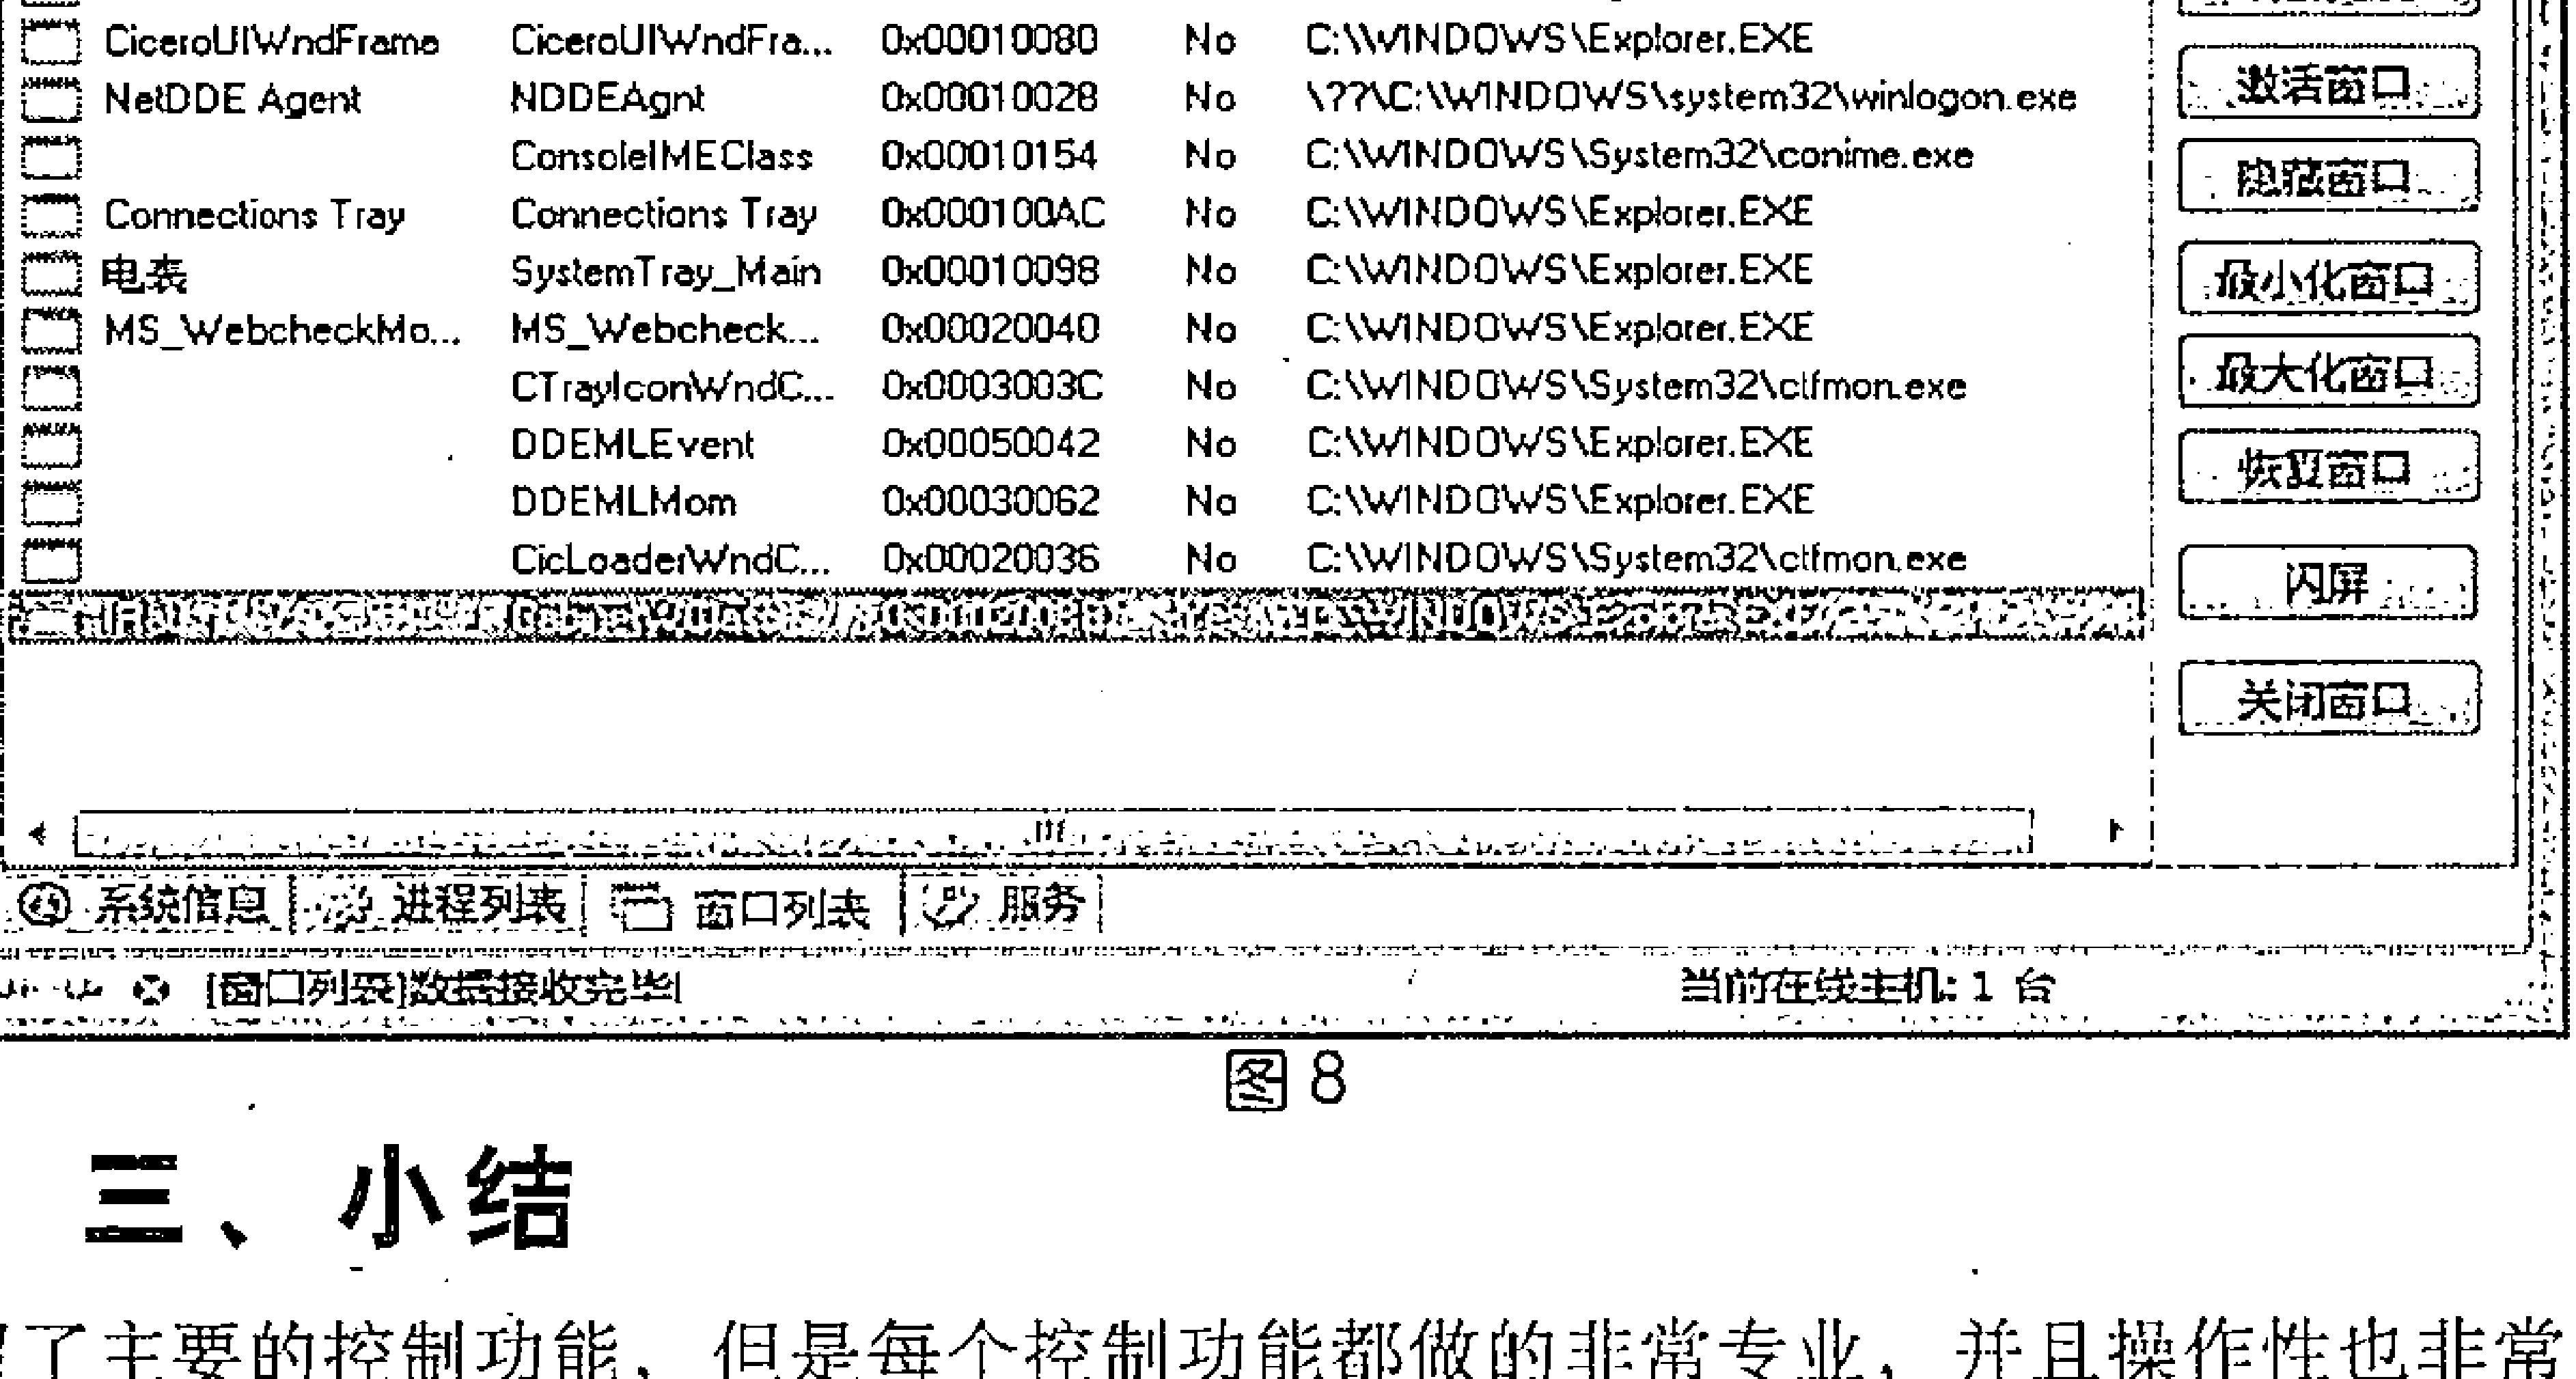 CiceroUIWndFrame CiceroUIWndFra... 0x00010080 No C:\WINDOWS\Explorer.EXE
NetDDE Agent NDDEAgnt 0x00010028 No \??\C:\WINDOWS\system32\winlogon.exe
激活窗口
ConsoleIMEClass 0x00010154 No C:\WINDOWS\System32\conime.exe
隐藏窗口
Connections Tray Connections Tray 0x000100AC No C:\WINDOWS\Explorer.EXE
电表 SystemTray_Main 0x00010098 No C:\WINDOWS\Explorer.EXE
最小化窗口
MS_WebcheckMo... MS_Webcheck... 0x00020040 No C:\WINDOWS\Explorer.EXE
最大化窗口
CTrayIconWndC... 0x0003003C No C:\WINDOWS\System32\ctfmon.exe
DDEMLEvent 0x00050042 No C:\WINDOWS\Explorer.EXE
恢复窗口
DDEMLMom 0x00030062 No C:\WINDOWS\Explorer.EXE
CicLoaderWndC... 0x00020036 No C:\WINDOWS\System32\ctfmon.exe
闪屏
关闭窗口
系统信息 进程列表 窗口列表 服务
[窗口列表]数据接收完毕! 当前在线主机: 1 台
图 8
三、小结
了主要的控制功能，但是每个控制功能都做的非常专业，并且操作性也非常